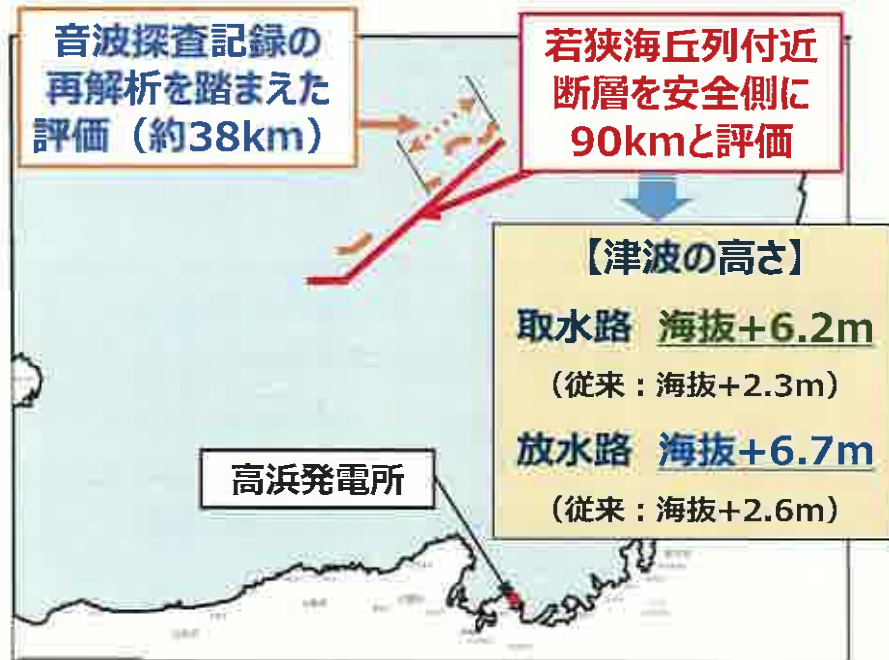 音波探査記録の
再解析を踏まえた
評価（約38km）
若狭海丘列付近
断層を安全側に
90kmと評価
【津波の高さ】
取水路 海抜+6.2m
（従来：海抜+2.3m）
放水路 海抜+6.7m
（従来：海抜+2.6m）
高浜発電所